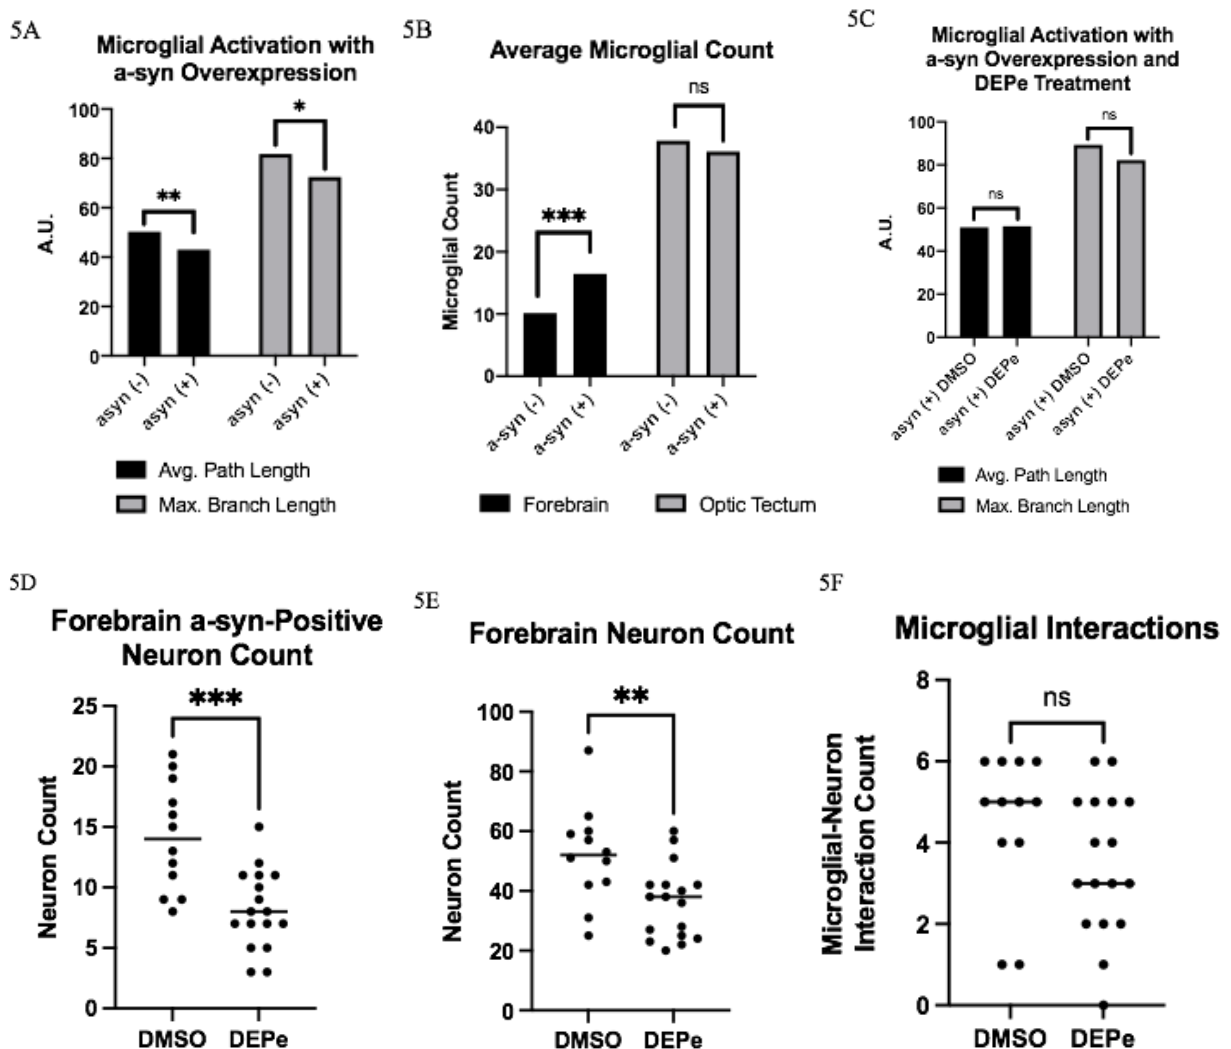 5A
Microglial Activation with
a-syn Overexpression
**
*
100
80
60
40
20
0
A.U.
asyn (-)
asyn (+)
asyn (-)
asyn (+)
Avg. Path Length
Max. Branch Length
5B
Average Microglial Count
***
ns
40
30
20
10
0
Microglial Count
a-syn (-)
a-syn (+)
a-syn (-)
a-syn (+)
Forebrain
Optic Tectum
5C
Microglial Activation with
a-syn Overexpression and
DEPe Treatment
ns
ns
100
80
60
40
20
0
A.U.
asyn (+) DMSO
asyn (+) DEPe
asyn (+) DMSO
asyn (+) DEPe
Avg. Path Length
Max. Branch Length
5D
Forebrain a-syn-Positive
Neuron Count
***
25
20
15
10
5
0
Neuron Count
DMSO
DEPe
5E
Forebrain Neuron Count
**
100
80
60
40
20
0
Neuron Count
DMSO
DEPe
5F
Microglial Interactions
ns
8
6
4
2
0
Microglial-Neuron
Interaction Count
DMSO
DEPe